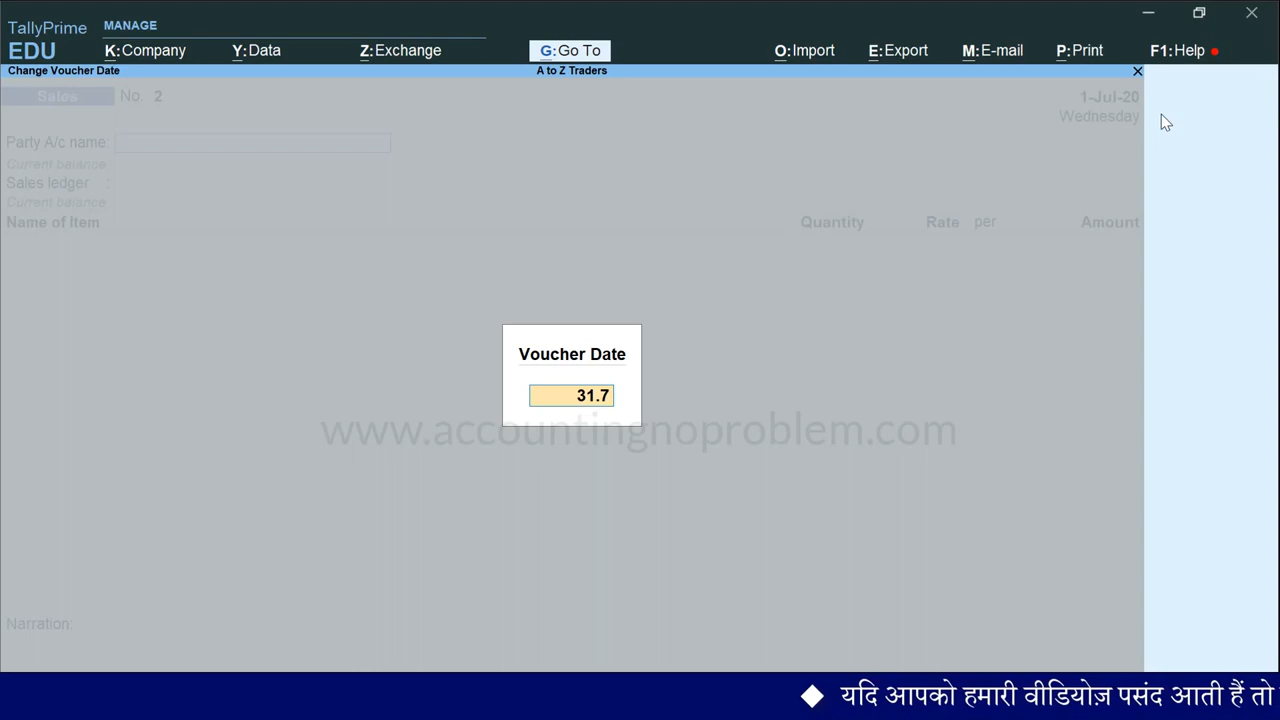 TallyPrime
EDU
MANAGE
K:Company Y:Data Z:Exchange G:Go To O:Import E:Export M:E-mail P:Print F1:Help
Change Voucher Date A to Z Traders
Sales No. 2 1-Jul-20
Wednesday
Party A/c name:
Current balance
Sales ledger :
Current balance
Name of Item Quantity Rate per Amount
Voucher Date
31.7
www.accountingnoproblem.com
Narration:
यदि आपको हमारी वीडियोज़ पसंद आती हैं तो